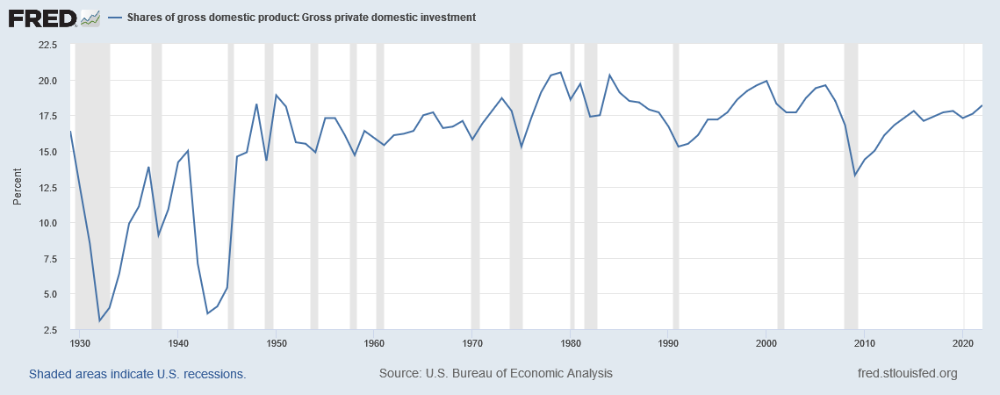 FRED
Shares of gross domestic product: Gross private domestic investment
22.5
20.0
17.5
15.0
12.5
10.0
7.5
5.0
2.5
Percent
1930 1940 1950 1960 1970 1980 1990 2000 2010 2020
Shaded areas indicate U.S. recessions.
Source: U.S. Bureau of Economic Analysis
fred.stlouisfed.org